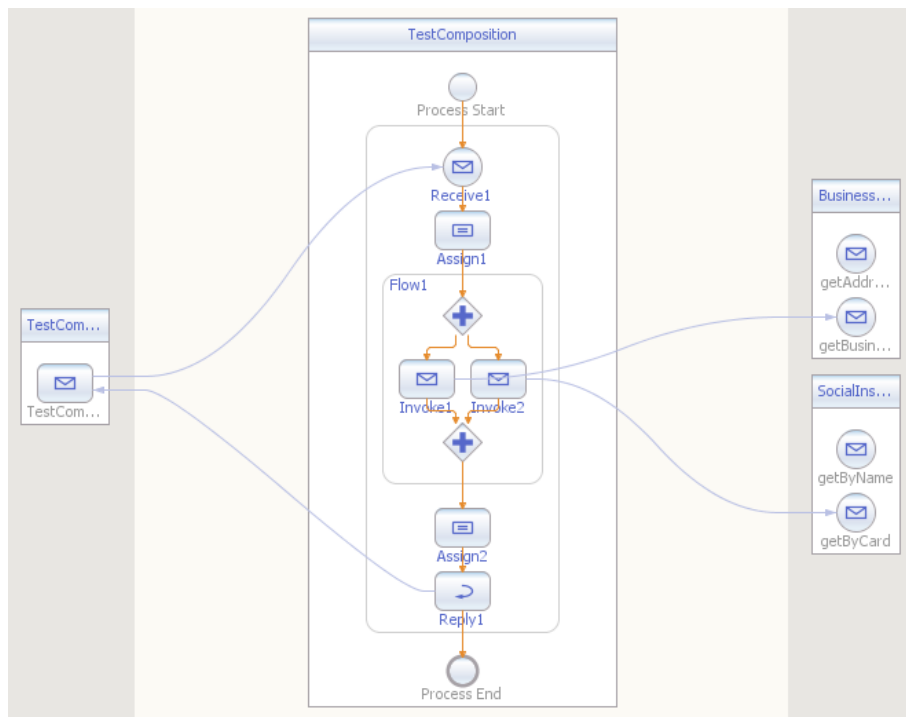 TestComposition
Process Start
Receive1
Assign1
Flow1
Invoke1
Invoke2
Assign2
Reply1
Process End
TestCom...
TestCom...
Business...
getAddr...
getBusin...
SocialIns...
getByName
getByCard